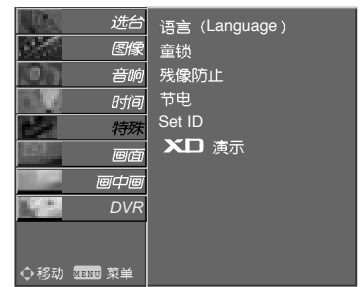 选台
图像
音响
时间
特殊
画面
画中画
DVR
移动 MENU 菜单
语言（Language）
童锁
残像防止
节电
Set ID
XD 演示